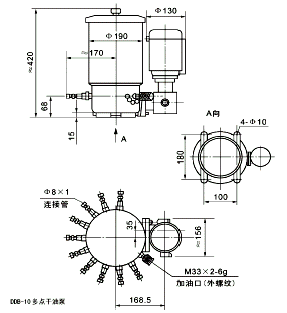 Φ130
≈420
Φ190
≈170
68
15
A
A向
4-Φ10
180
100
Φ8×1
连接管
35
≈156
M33×2-6g
加油口(外螺纹)
168.5
DDB-10多点干油泵